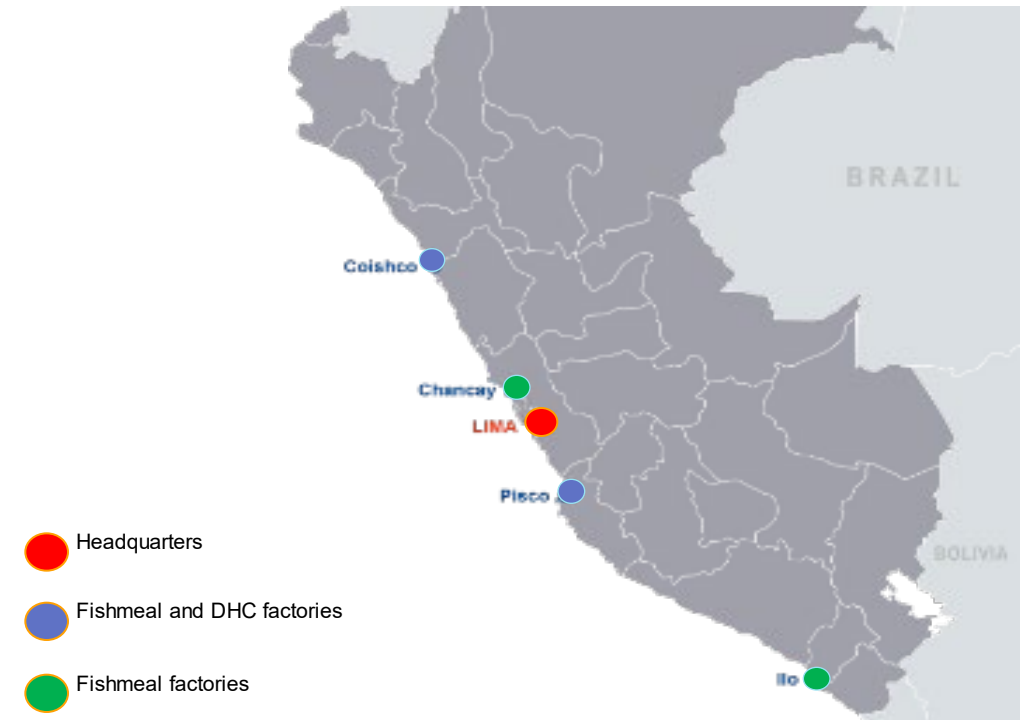 BRAZIL
Coishco
Chancay
LIMA
Pisco
Headquarters
BOLIVIA
Fishmeal and DHC factories
Ilo
Fishmeal factories